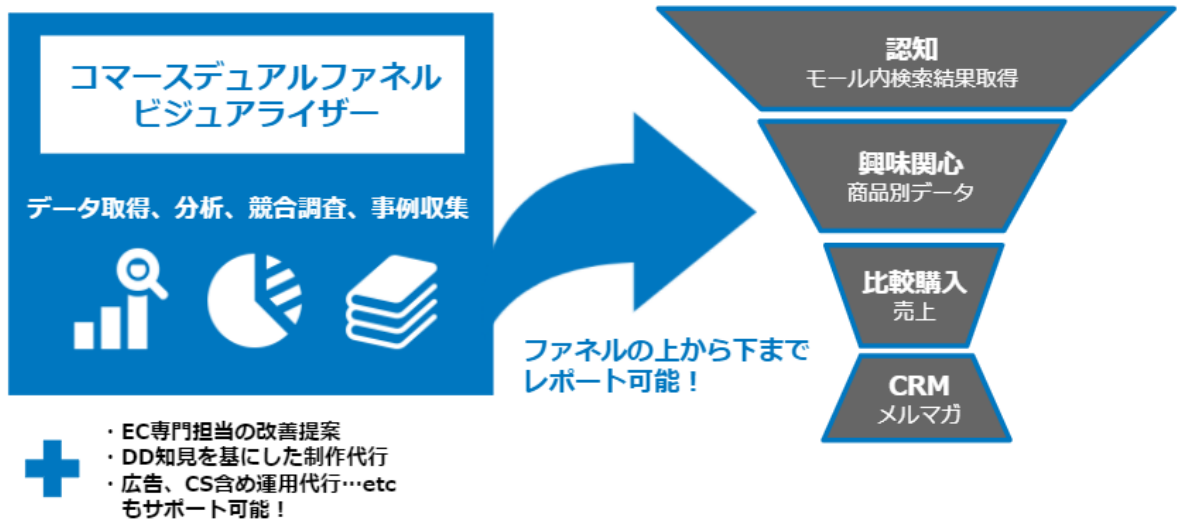 コマースデュアルファネル
ビジュアライザー
データ取得、分析、競合調査、事例収集
ファネルの上から下まで
レポート可能！
認知
モール内検索結果取得
興味関心
商品別データ
比較購入
売上
CRM
メルマガ
・EC専門担当の改善提案
・DD知見を基にした制作代行
・広告、CS含め運用代行…etc
もサポート可能！